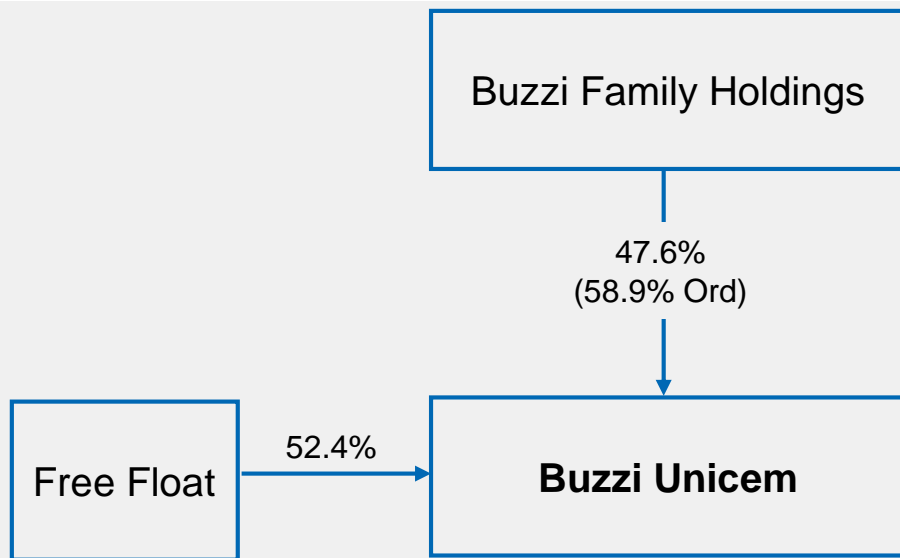 Buzzi Family Holdings
47.6%
(58.9% Ord)
52.4%
Free Float
Buzzi Unicem